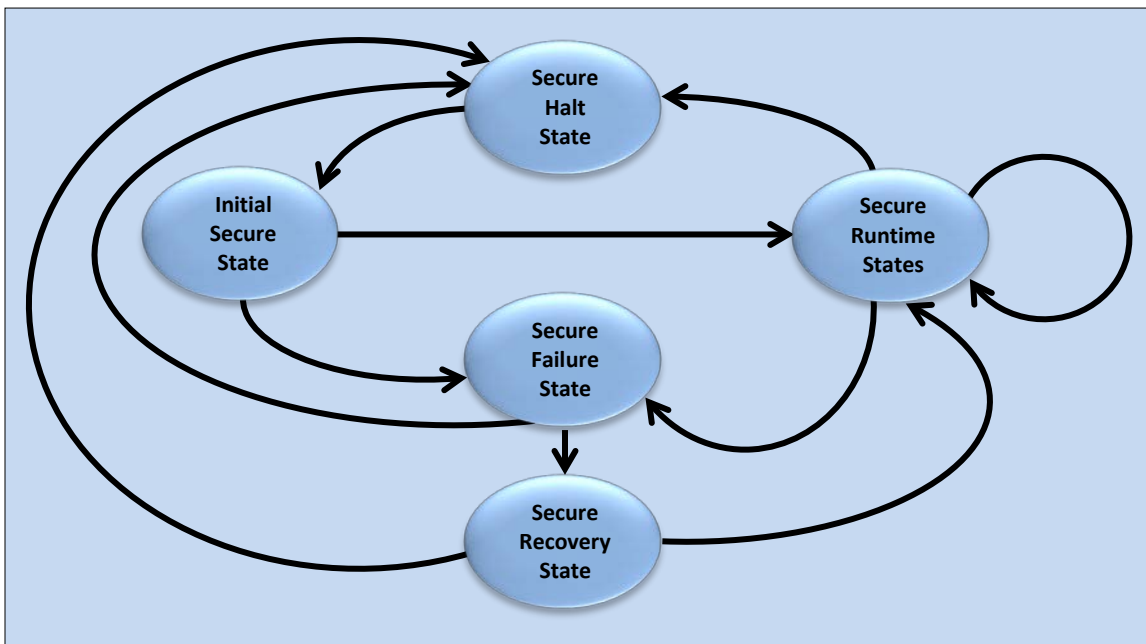 Secure
Halt
State
Initial
Secure
State
Secure
Runtime
States
Secure
Failure
State
Secure
Recovery
State